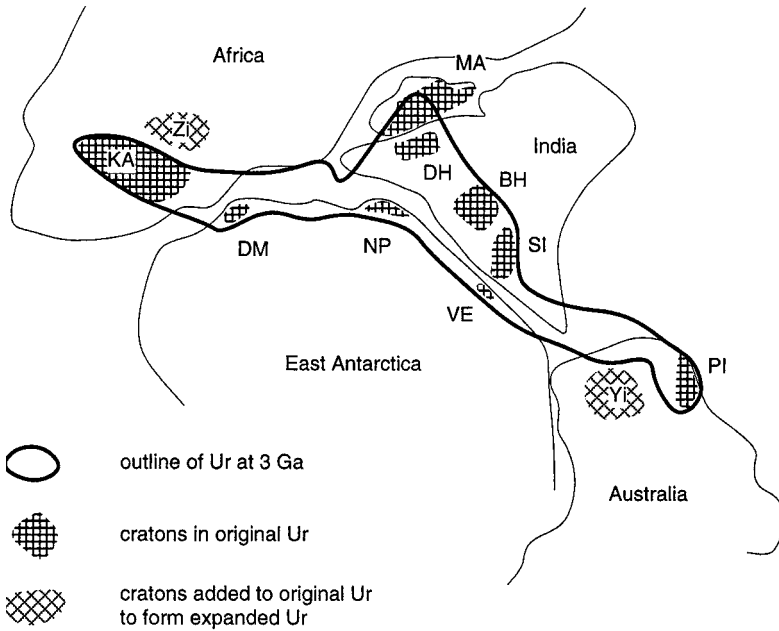 Africa
MA
Zi
KA
India
DH
BH
SI
DM
NP
VE
East Antarctica
PI
Yi
Australia
outline of Ur at 3 Ga
cratons in original Ur
cratons added to original Ur
to form expanded Ur